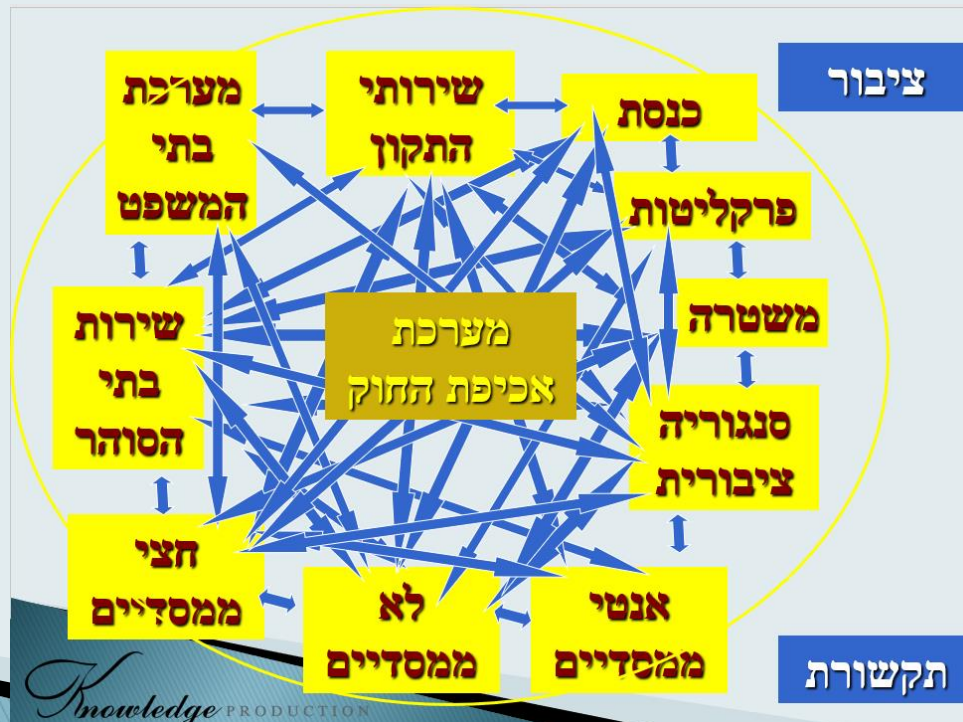 ציבור
כנסת
שירותי
התקון
מערכת
בתי
המשפט
פרקליטות
משטרה
סנגוריה
ציבורית
מערכת
אכיפת החוק
שירות
בתי
הסוהר
חצי
ממסדיים
לא
ממסדיים
אנטי
ממסדיים
תקשורת
Knowledge PRODUCTION